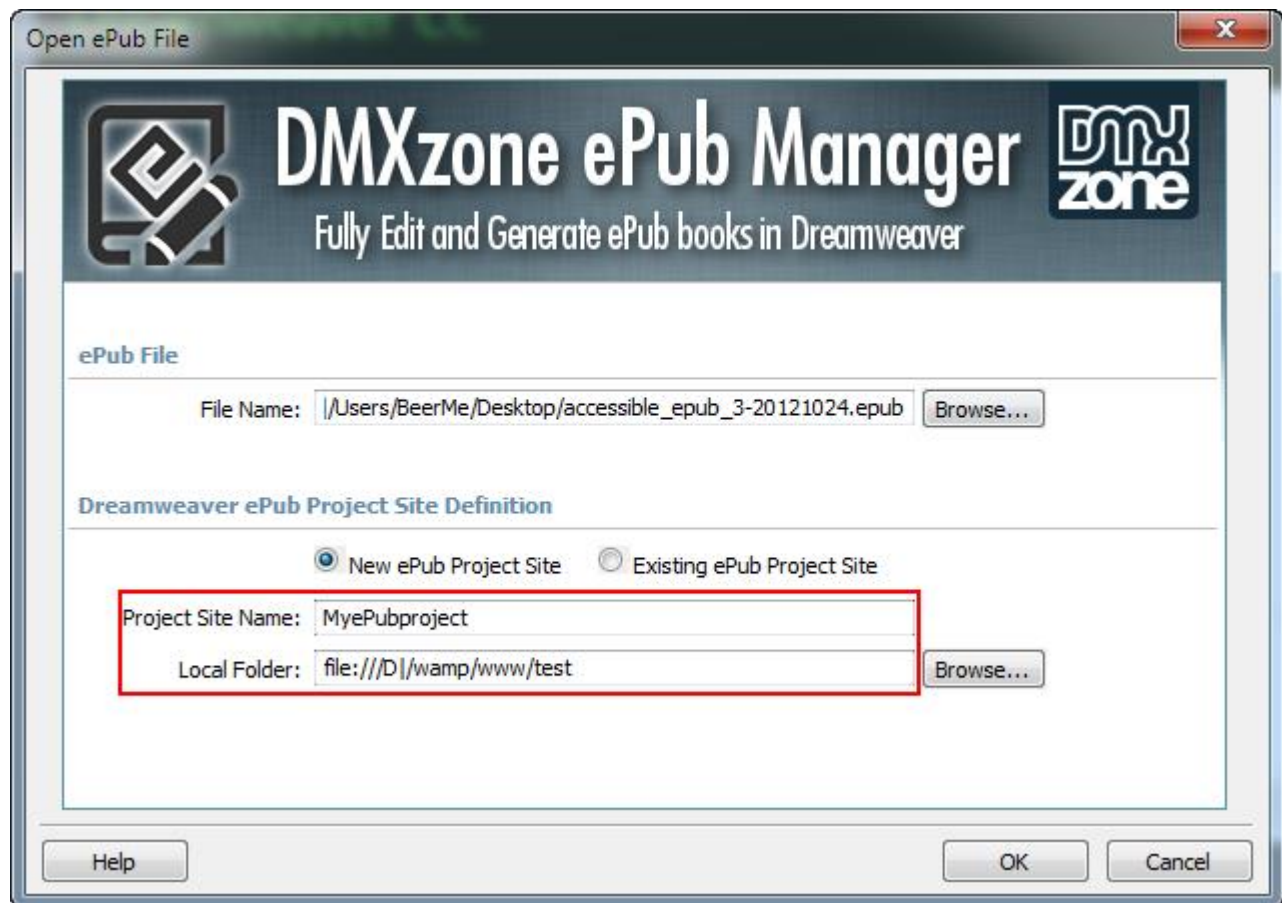 Open ePub File
DMXzone ePub Manager
DMX
zone
Fully Edit and Generate ePub books in Dreamweaver
ePub File
File Name: |/Users/BeerMe/Desktop/accessible_epub_3-20121024.epub Browse...
Dreamweaver ePub Project Site Definition
New ePub Project Site Existing ePub Project Site
Project Site Name: MyePubproject
Local Folder: file:///D|/wamp/www/test Browse...
Help OK Cancel